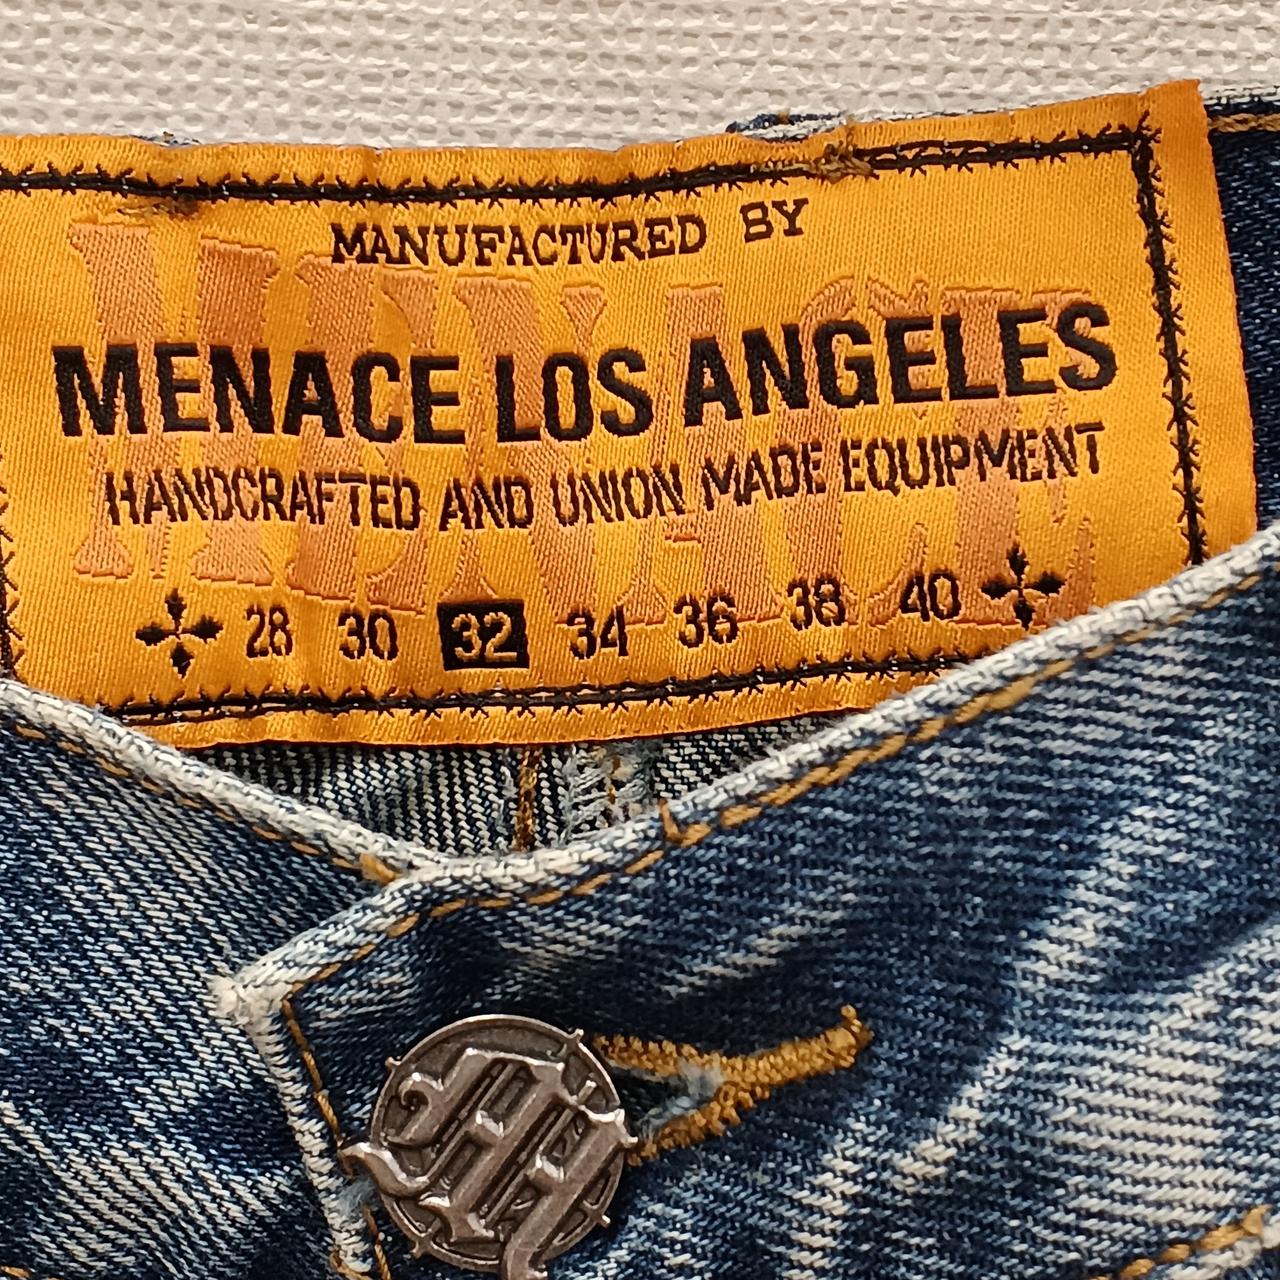 MANUFACTURED BY
MENACE LOS ANGELES
HANDCRAFTED AND UNION MADE EQUIPMENT
28 30 32 34 36 38 40